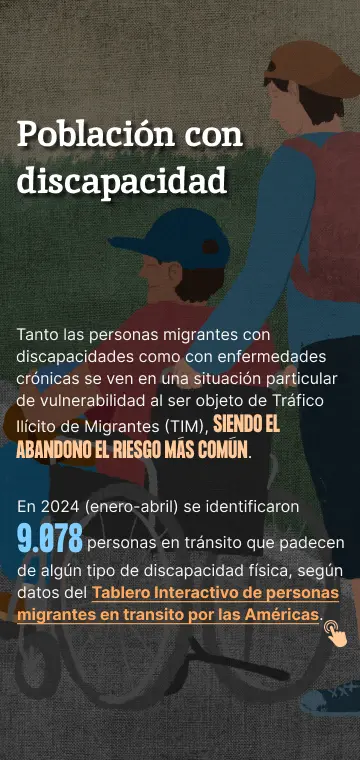 Población con
discapacidad
Tanto las personas migrantes con
discapacidades como con enfermedades
crónicas se ven en una situación particular
de vulnerabilidad al ser objeto de Tráfico
Ilícito de Migrantes (TIM), SIENDO EL
ABANDONO EL RIESGO MÁS COMÚN.
En 2024 (enero-abril) se identificaron
9.078 personas en tránsito que padecen
de algún tipo de discapacidad física, según
datos del Tablero Interactivo de personas
migrantes en transito por las Américas.